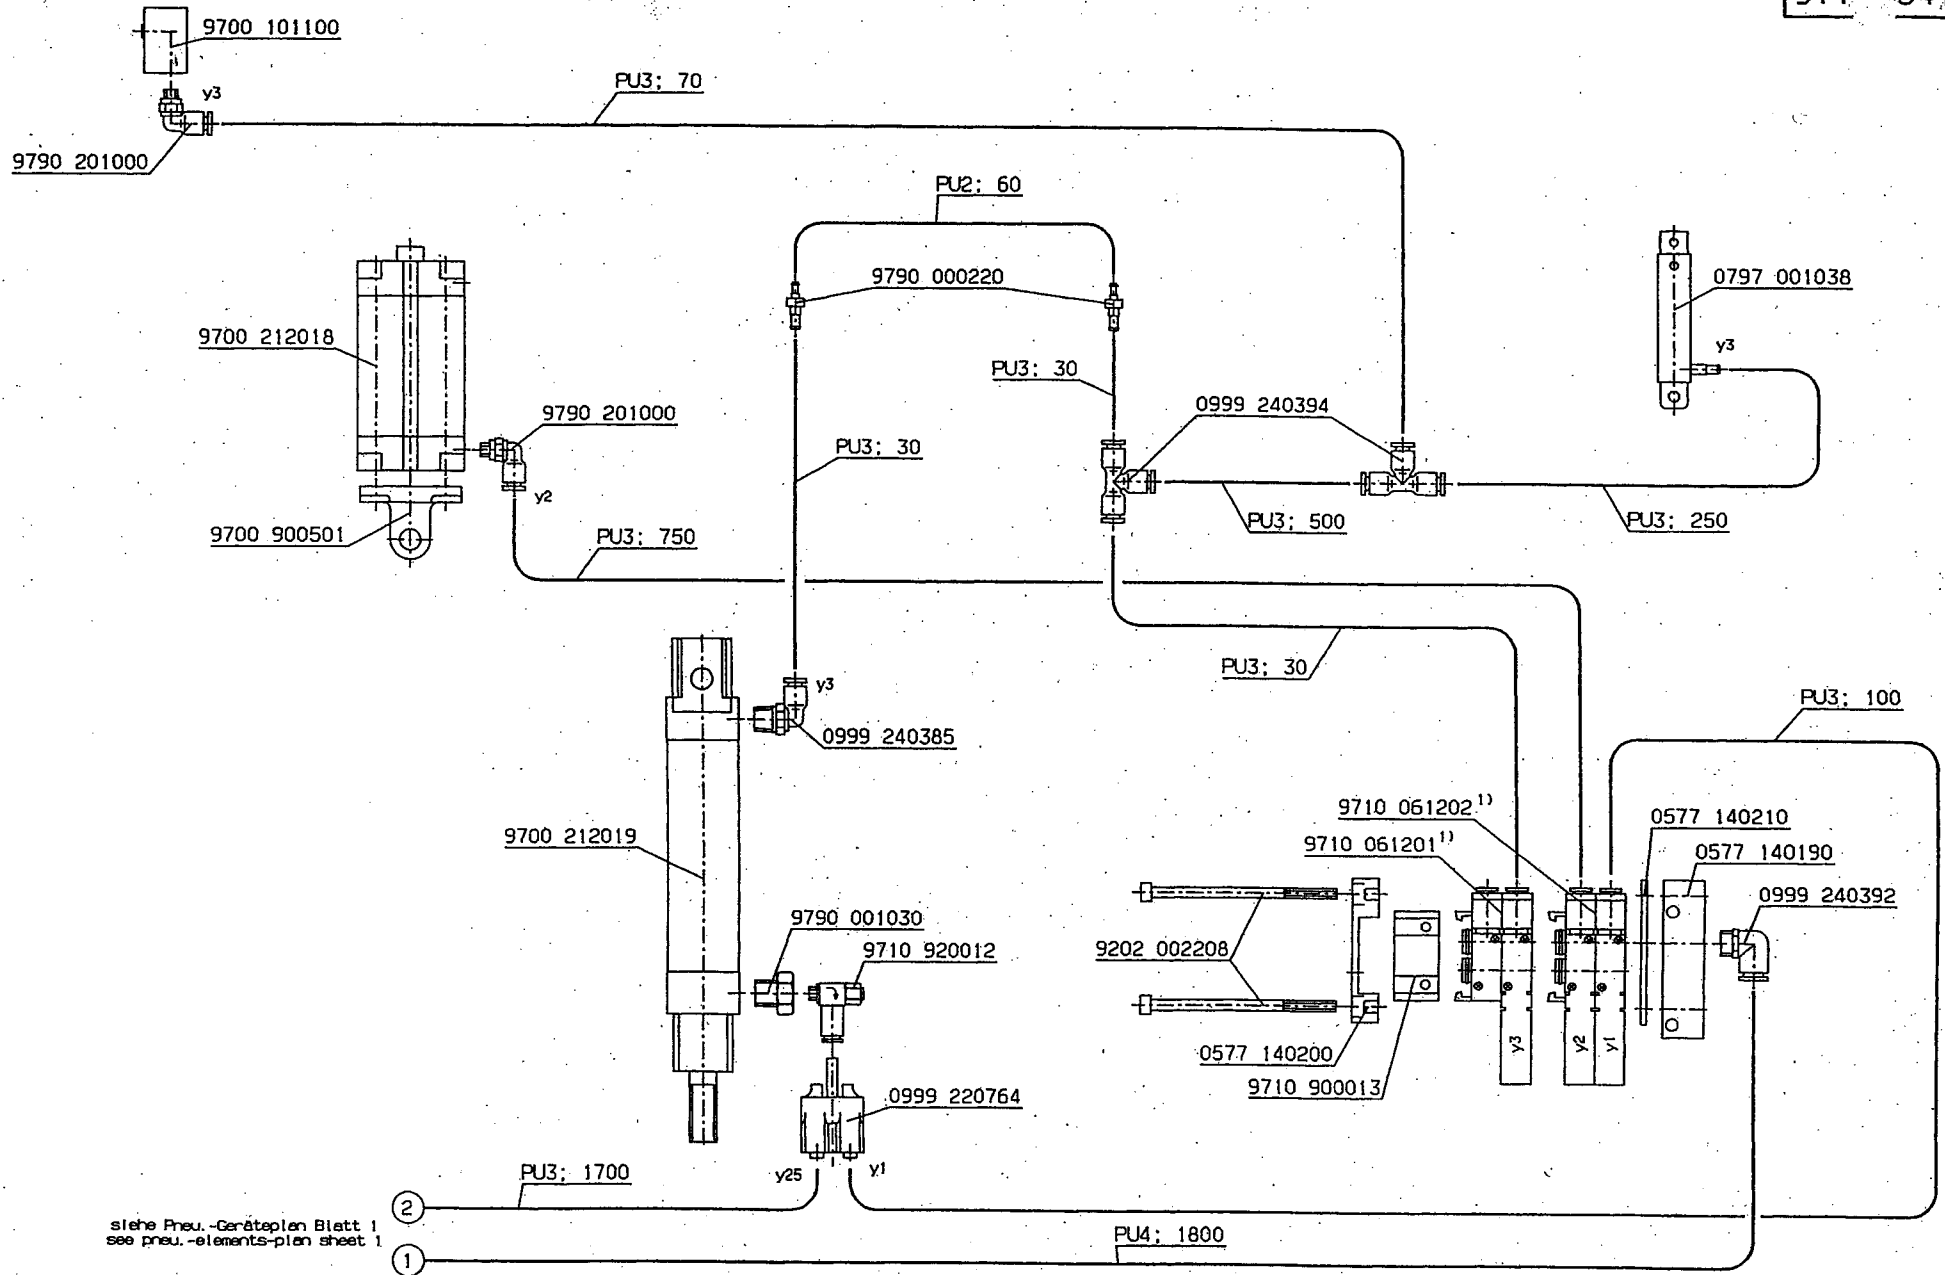 9700 101100
y3
PU3; 70
9790 201000
PU2; 60
9790 000220
0797 001038
9700 212018
y3
PU3; 30
9790 201000
0999 240394
PU3; 30
y2
9700 900501
PU3; 750
PU3; 500
PU3; 250
PU3; 30
y3
0999 240385
PU3; 100
9710 061202 1)
0577 140210
9700 212019
9710 061201 1)
0577 140190
0999 240392
9790 001030
9710 920012
9202 002208
y3
y2
y1
0577 140200
9710 900013
0999 220764
y25
y1
PU3; 1700
2
siehe Pneu.-Geräteplan Blatt 1
see pneu.-elements-plan sheet 1
PU4; 1800
1